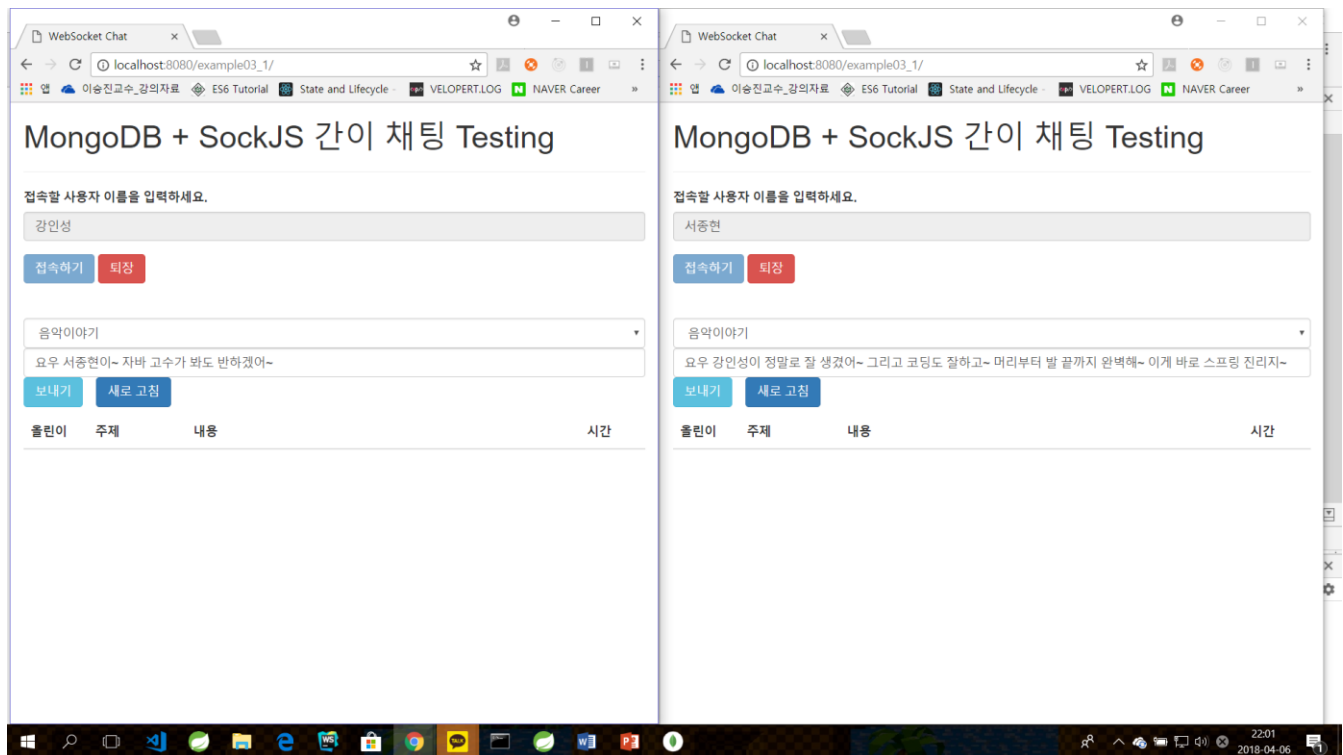 WebSocket Chat
localhost:8080/example03_1/
앱 이승진교수_강의자료 ES6 Tutorial State and Lifecycle - VELOPERT.LOG NAVER Career »
MongoDB + SockJS 간이 채팅 Testing
접속할 사용자 이름을 입력하세요.
강인성
접속하기 퇴장
음악이야기
요우 서종현이~ 자바 고수가 봐도 반하겠어~
보내기 새로 고침
올린이 주제 내용 시간
WebSocket Chat
localhost:8080/example03_1/
앱 이승진교수_강의자료 ES6 Tutorial State and Lifecycle - VELOPERT.LOG NAVER Career »
MongoDB + SockJS 간이 채팅 Testing
접속할 사용자 이름을 입력하세요.
서종현
접속하기 퇴장
음악이야기
요우 강인성이 정말로 잘 생겼어~ 그리고 코딩도 잘하고~ 머리부터 발 끝까지 완벽해~ 이게 바로 스프링 진리지~
보내기 새로 고침
올린이 주제 내용 시간
22:01
2018-04-06